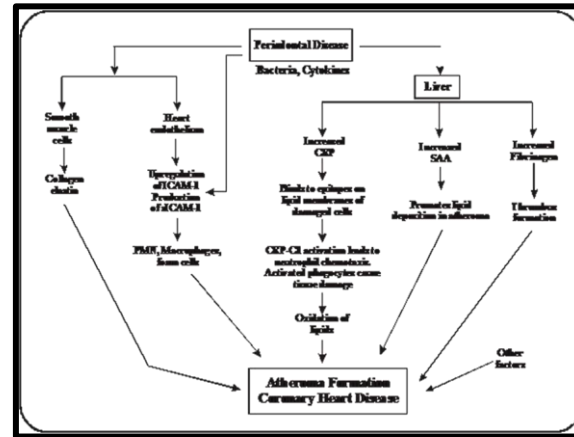 Periodontal Disease
Bacteria, Cytokines
Liver
Smooth
muscle
cells
Heart
endothelium
Increased
CRP
Increased
SAA
Increased
Fibrinogen
Collagen
elastin
Upregulation
of ICAM-1
Production
of sICAM-1
Binds to epitopes on
lipid membranes of
damaged cells
Promotes lipid
deposition in atheroma
Thrombus
formation
PMN, Macrophages,
foam cells
activation leads to
neutrophil chemotaxis.
Activated phagocytes cause
tissue damage
Oxidation of
lipids
Other
factors
Atheroma Formation
Coronary Heart Disease